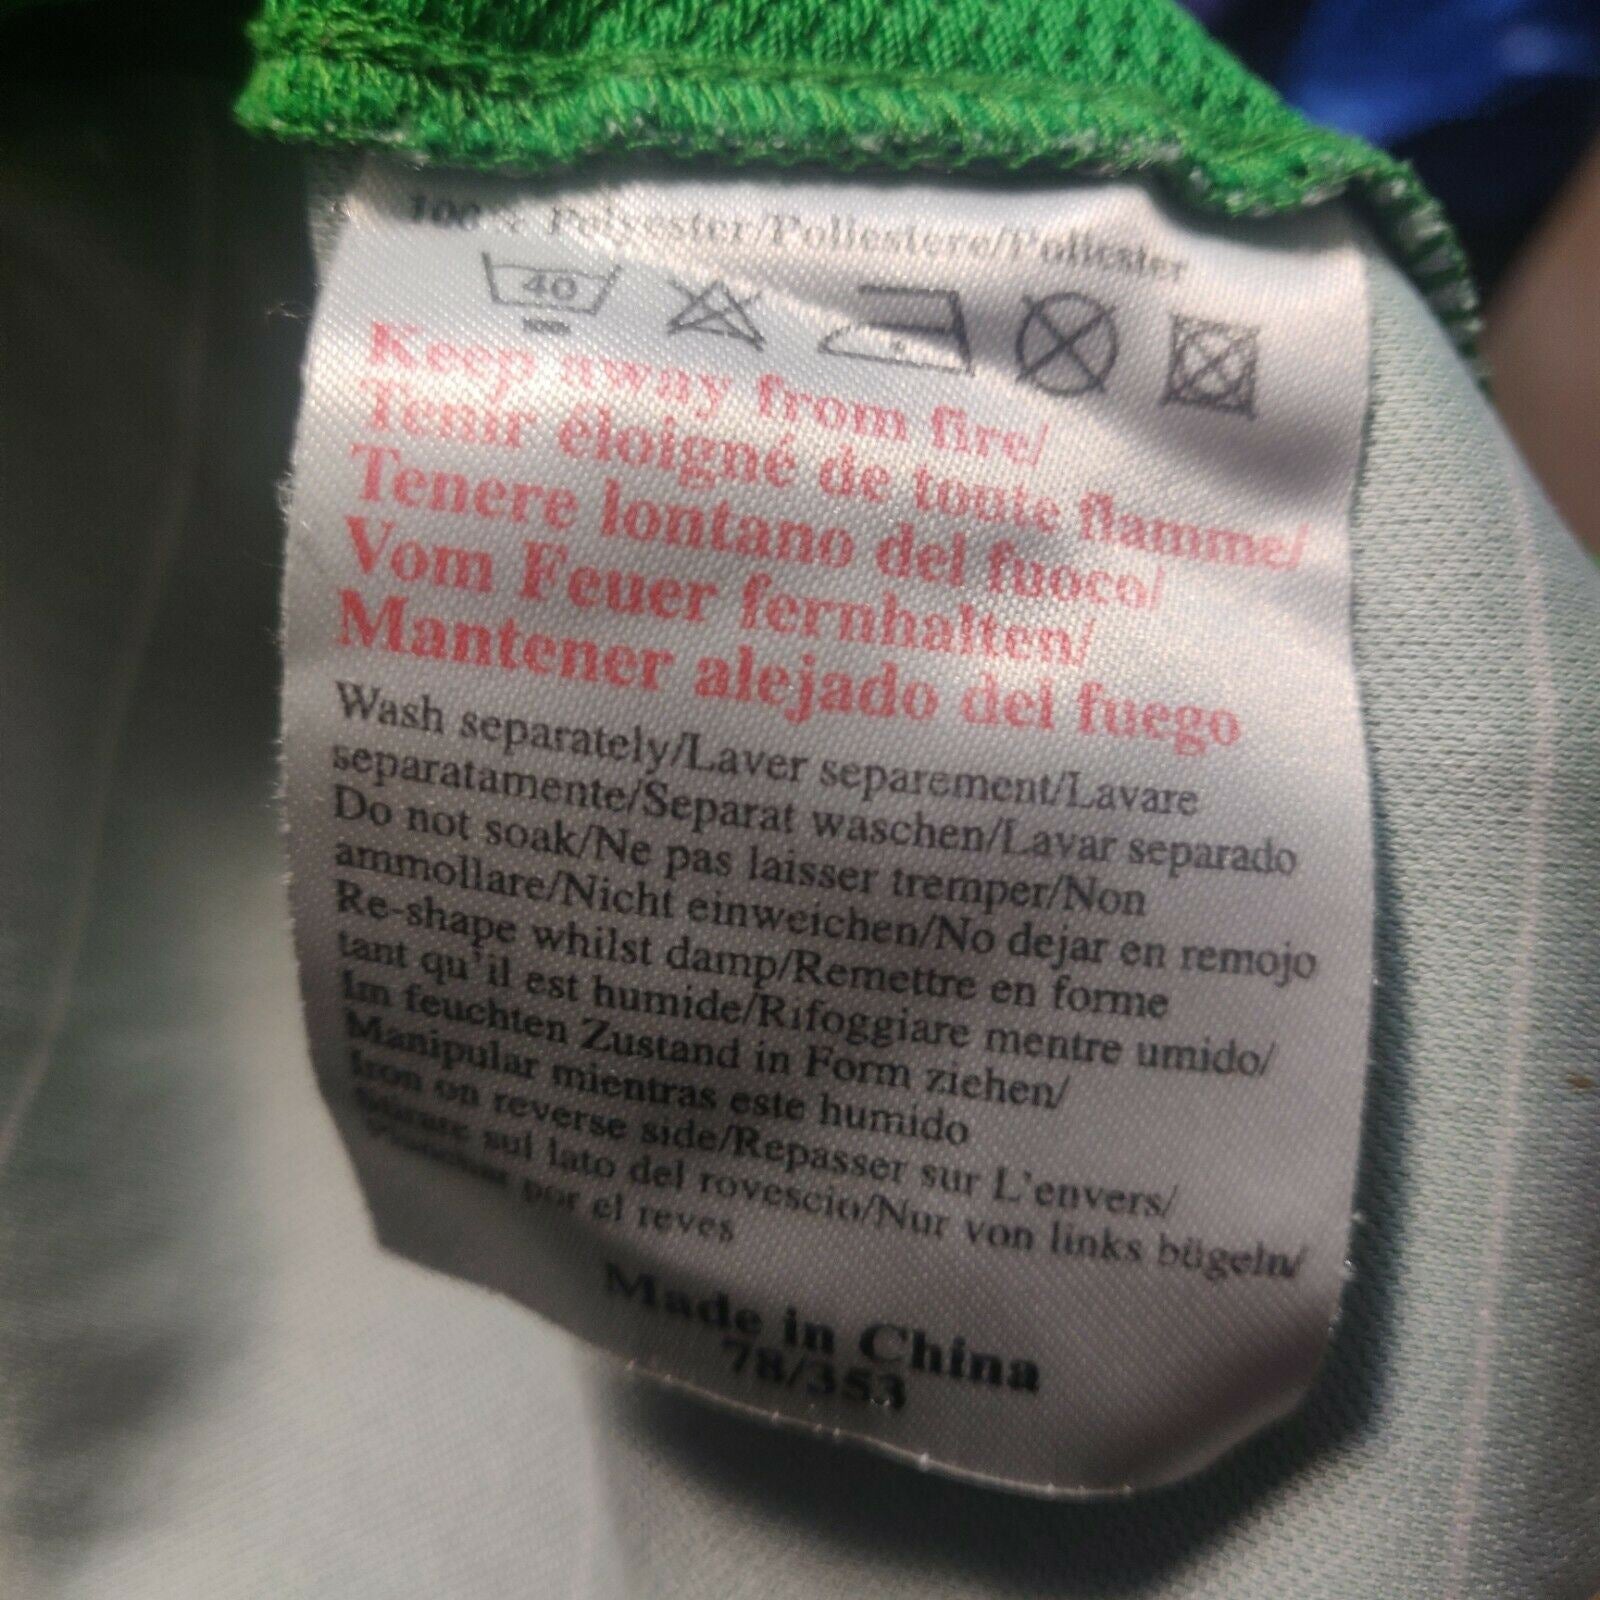 100% Polyester/Poliestere/Poliester
40
Keep away from fire/
Tenir éloigné de toute flamme/
Tenere lontano del fuoco/
Vom Feuer fernhalten/
Mantener alejado del fuego
Wash separately/Laver separement/Lavare
separatamente/Separat waschen/Lavar separado
Do not soak/Ne pas laisser tremper/Non
ammollare/Nicht einweichen/No dejar en remojo
Re-shape whilst damp/Remettre en forme
tant qu'il est humide/Rifoggiare mentre umido/
Im feuchten Zustand in Form ziehen/
Manipular mientras este humido
Iron on reverse side/Repasser sur L'envers/
sul lato del rovescio/Nur von links bügeln/
Planchar por el reves
Made in China
78/353